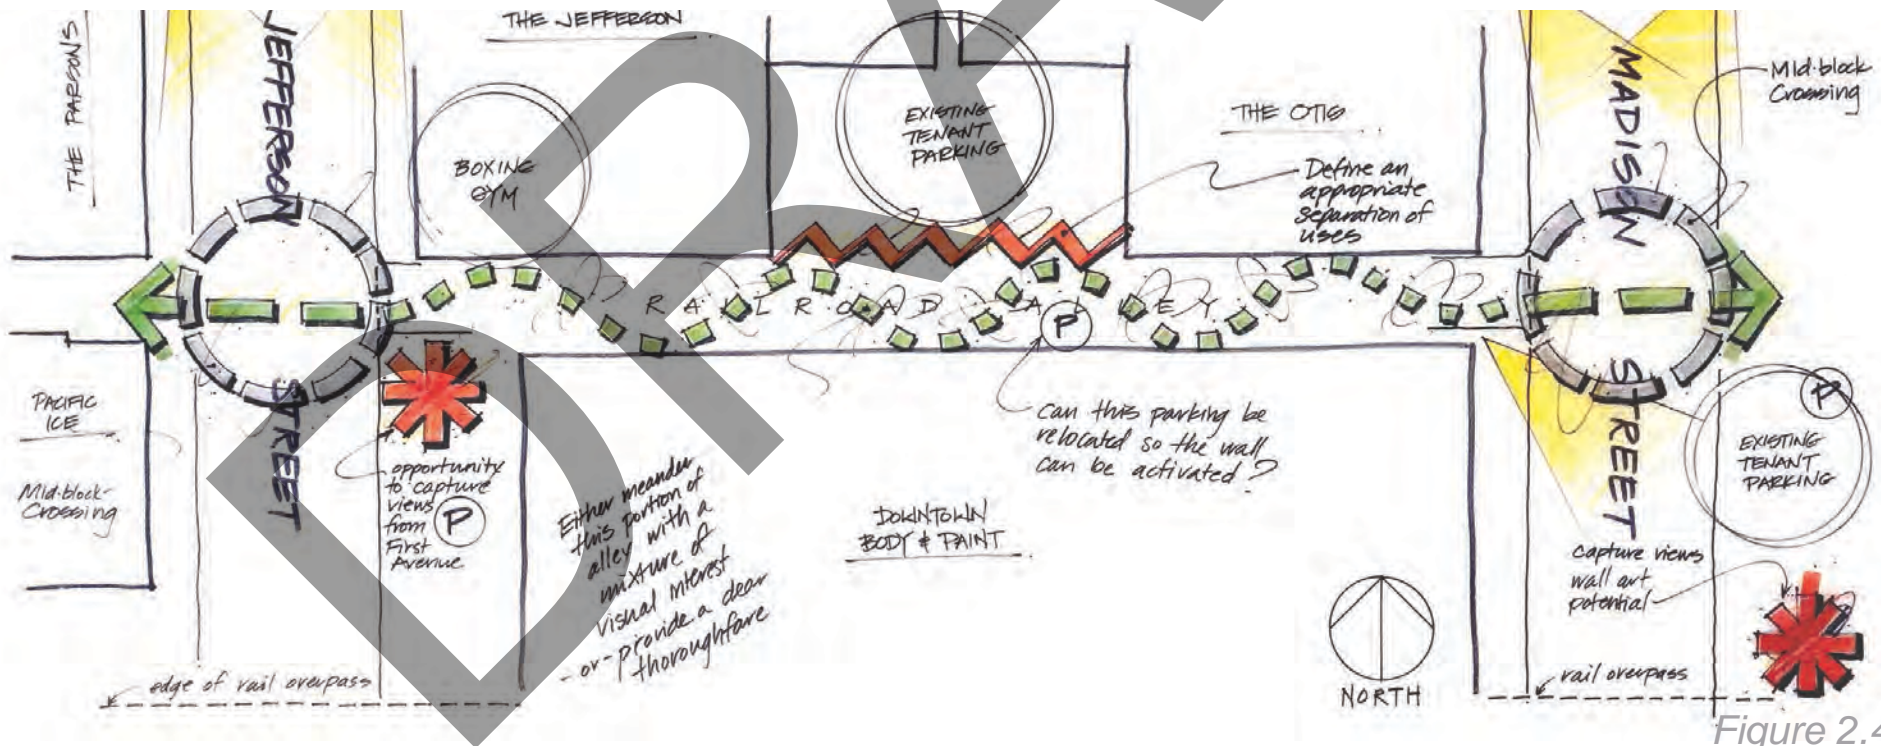 THE PARSONS
JEFFERSON
STREET
THE JEFFERSON
BOXING
GYM
EXISTING
TENANT
PARKING
THE OTIS
Define an
appropriate
separation of
uses
MADISON
STREET
Mid-block
Crossing
RAILROAD ALLEY
P
PACIFIC
ICE
Mid-block-
Crossing
opportunity
to capture
views
from
First
Avenue
P
Either meander
this portion of
alley with a
mixture of
visual interest
-or- provide a clear
thoroughfare
Can this parking be
relocated so the wall
can be activated?
DOWNTOWN
BODY & PAINT
P
EXISTING
TENANT
PARKING
capture views
wall art
potential
edge of rail overpass
NORTH
rail overpass
Figure 2.4
DRA